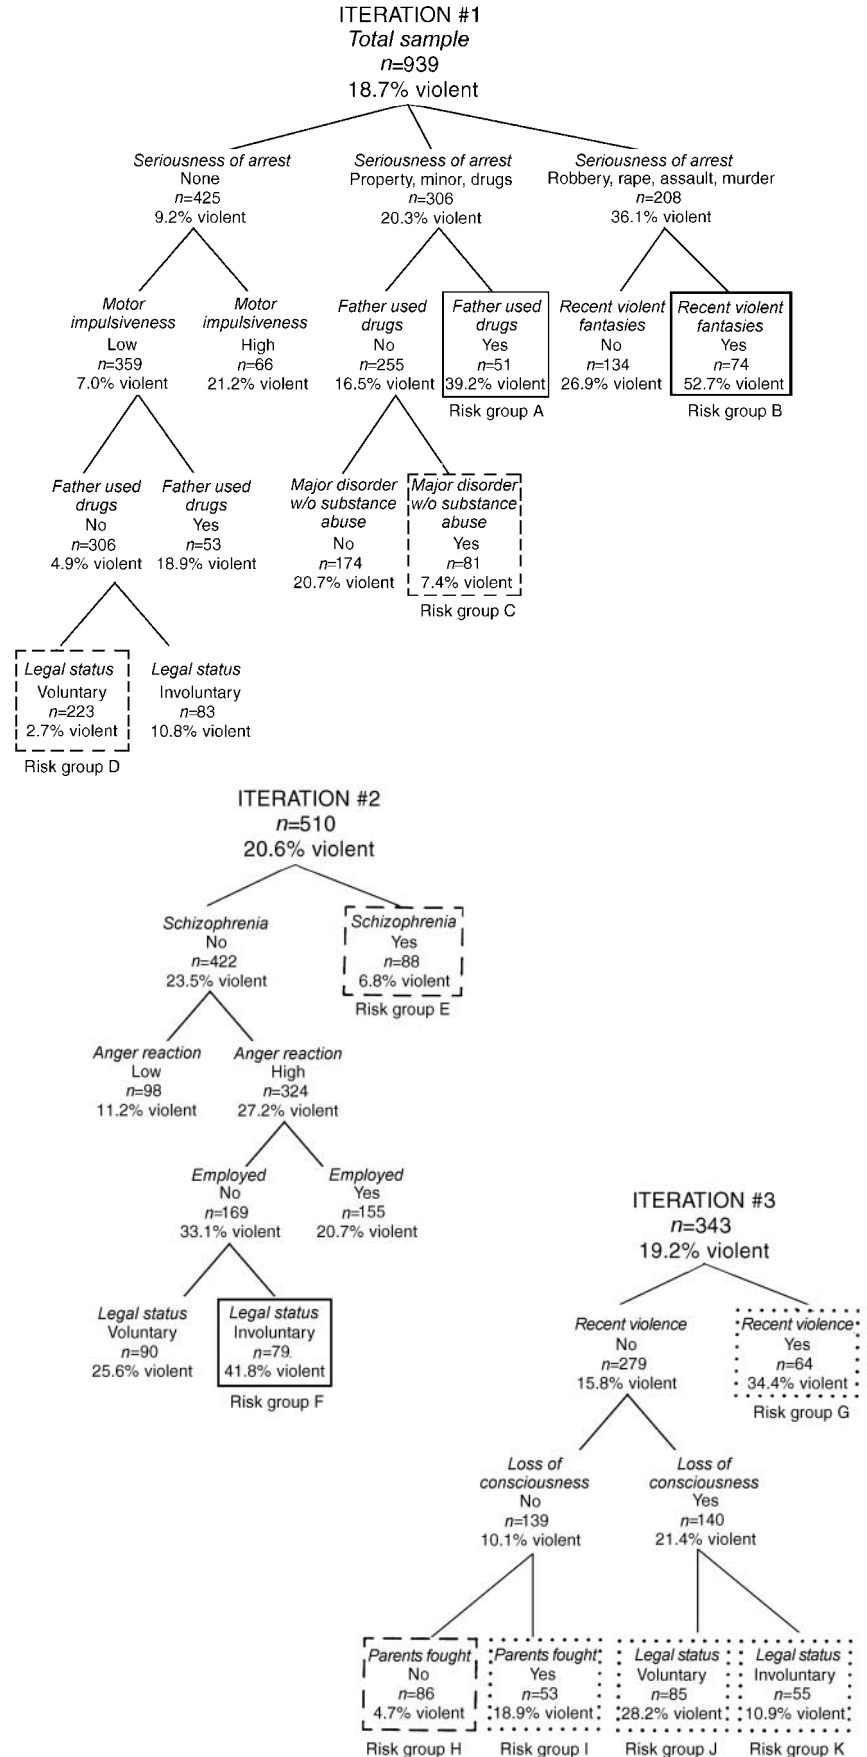 ITERATION #1
Total sample
n=939
18.7% violent
Seriousness of arrest
None
n=425
9.2% violent
Seriousness of arrest
Property, minor, drugs
n=306
20.3% violent
Seriousness of arrest
Robbery, rape, assault, murder
n=208
36.1% violent
Motor
impulsiveness
Low
n=359
7.0% violent
Motor
impulsiveness
High
n=66
21.2% violent
Father used
drugs
No
n=255
16.5% violent
Father used
drugs
Yes
n=51
39.2% violent
Risk group A
Recent violent
fantasies
No
n=134
26.9% violent
Recent violent
fantasies
Yes
n=74
52.7% violent
Risk group B
Father used
drugs
No
n=306
4.9% violent
Father used
drugs
Yes
n=53
18.9% violent
Major disorder
w/o substance
abuse
No
n=174
20.7% violent
Major disorder
w/o substance
abuse
Yes
n=81
7.4% violent
Risk group C
Legal status
Voluntary
n=223
2.7% violent
Risk group D
Legal status
Involuntary
n=83
10.8% violent
ITERATION #2
n=510
20.6% violent
Schizophrenia
No
n=422
23.5% violent
Schizophrenia
Yes
n=88
6.8% violent
Risk group E
Anger reaction
Low
n=98
11.2% violent
Anger reaction
High
n=324
27.2% violent
Employed
No
n=169
33.1% violent
Employed
Yes
n=155
20.7% violent
Legal status
Voluntary
n=90
25.6% violent
Legal status
Involuntary
n=79
41.8% violent
Risk group F
ITERATION #3
n=343
19.2% violent
Recent violence
No
n=279
15.8% violent
Recent violence
Yes
n=64
34.4% violent
Risk group G
Loss of
consciousness
No
n=139
10.1% violent
Loss of
consciousness
Yes
n=140
21.4% violent
Parents fought
No
n=86
4.7% violent
Risk group H
Parents fought
Yes
n=53
18.9% violent
Risk group I
Legal status
Voluntary
n=85
28.2% violent
Risk group J
Legal status
Involuntary
n=55
10.9% violent
Risk group K